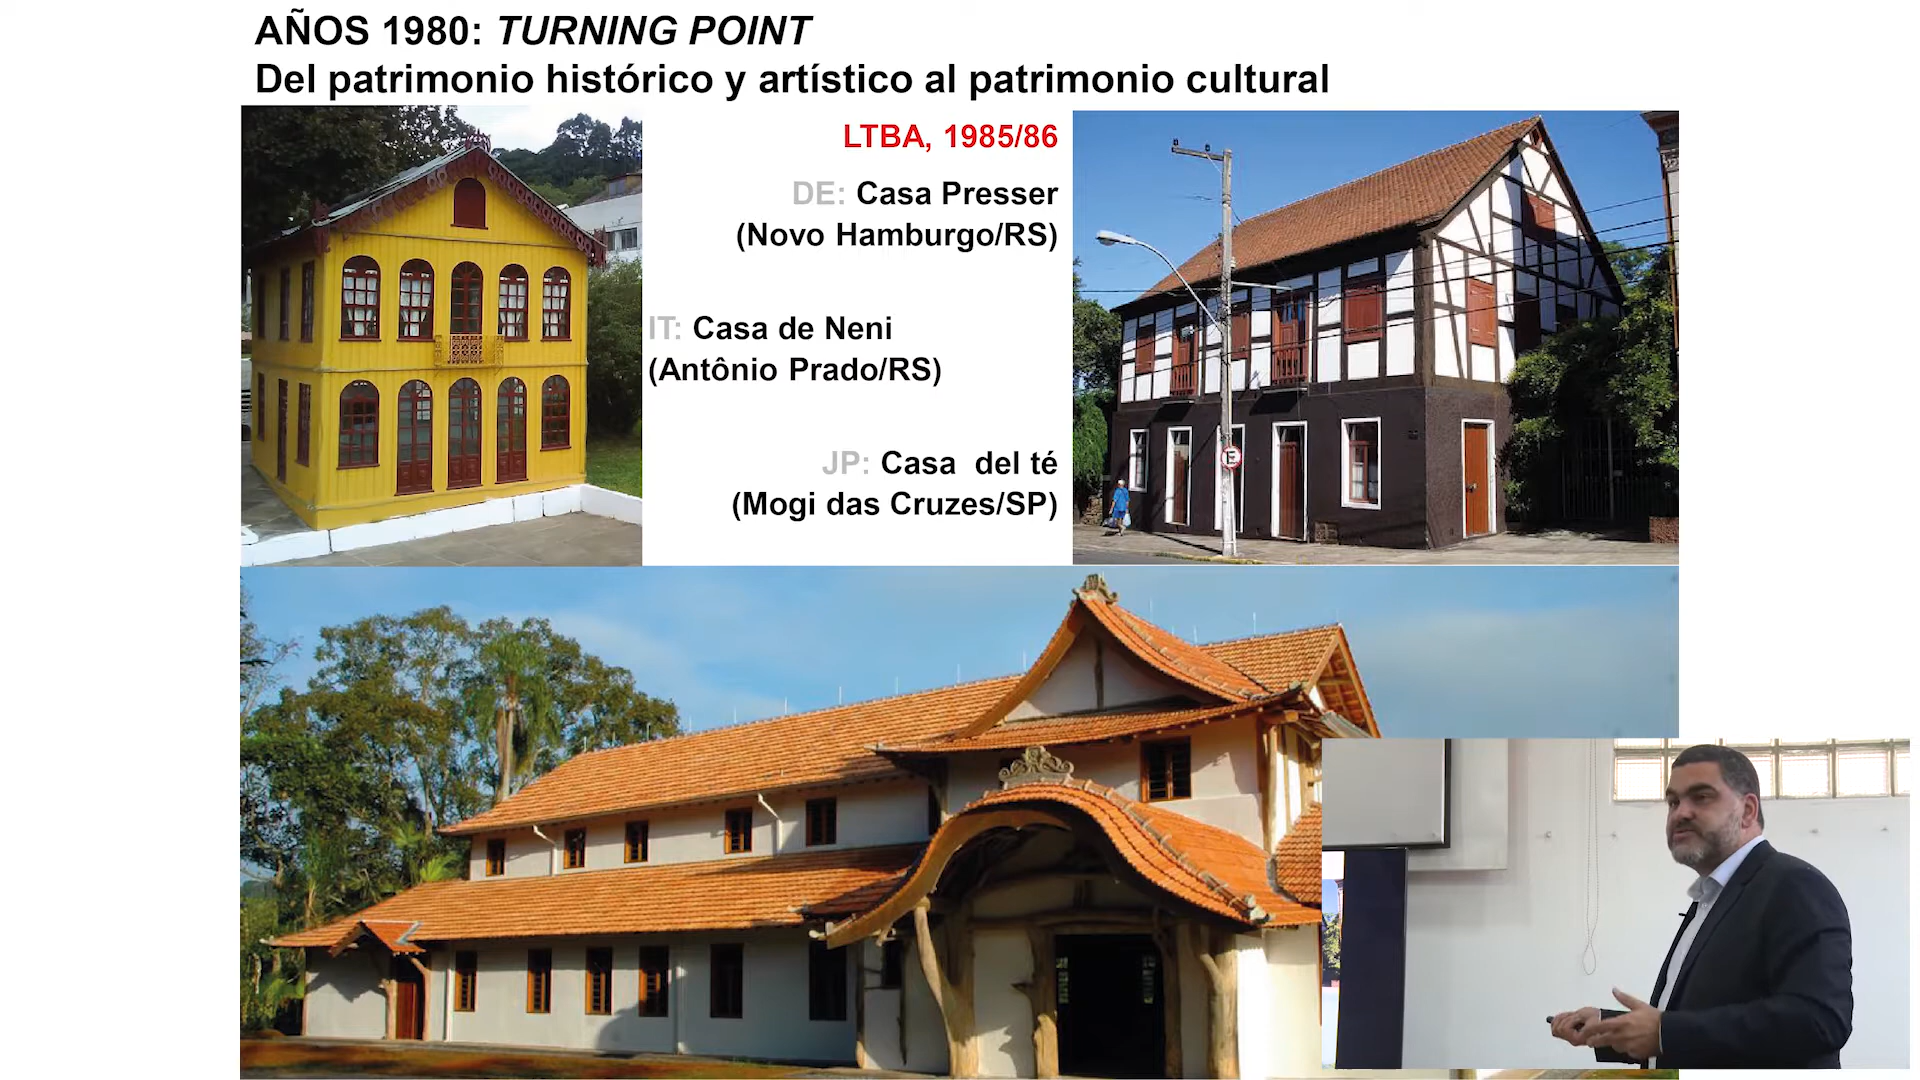 AÑOS 1980: TURNING POINT
Del patrimonio histórico y artístico al patrimonio cultural
LTBA, 1985/86
DE: Casa Presser
(Novo Hamburgo/RS)
IT: Casa de Neni
(Antônio Prado/RS)
JP: Casa  del té
(Mogi das Cruzes/SP)
E